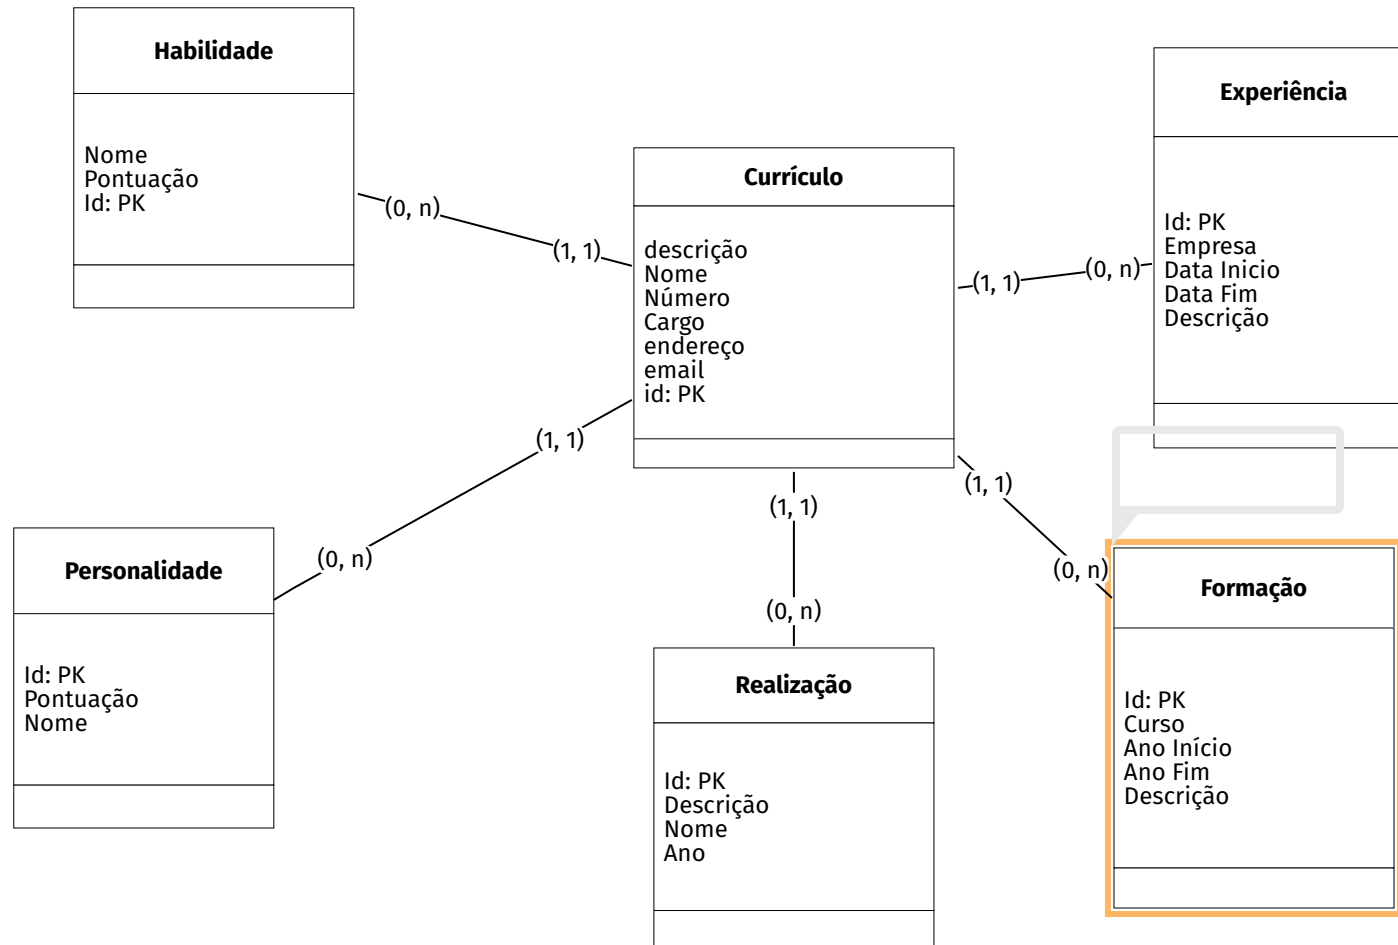 Habilidade
Nome
Pontuação
Id: PK
(0, n)
(1, 1)
Currículo
descrição
Nome
Número
Cargo
endereço
email
id: PK
Experiência
Id: PK
Empresa
Data Inicio
Data Fim
Descrição
(1, 1)
(0, n)
(1, 1)
(0, n)
Personalidade
Id: PK
Pontuação
Nome
(1, 1)
(0, n)
Realização
Id: PK
Descrição
Nome
Ano
(1, 1)
(0, n)
Formação
Id: PK
Curso
Ano Início
Ano Fim
Descrição